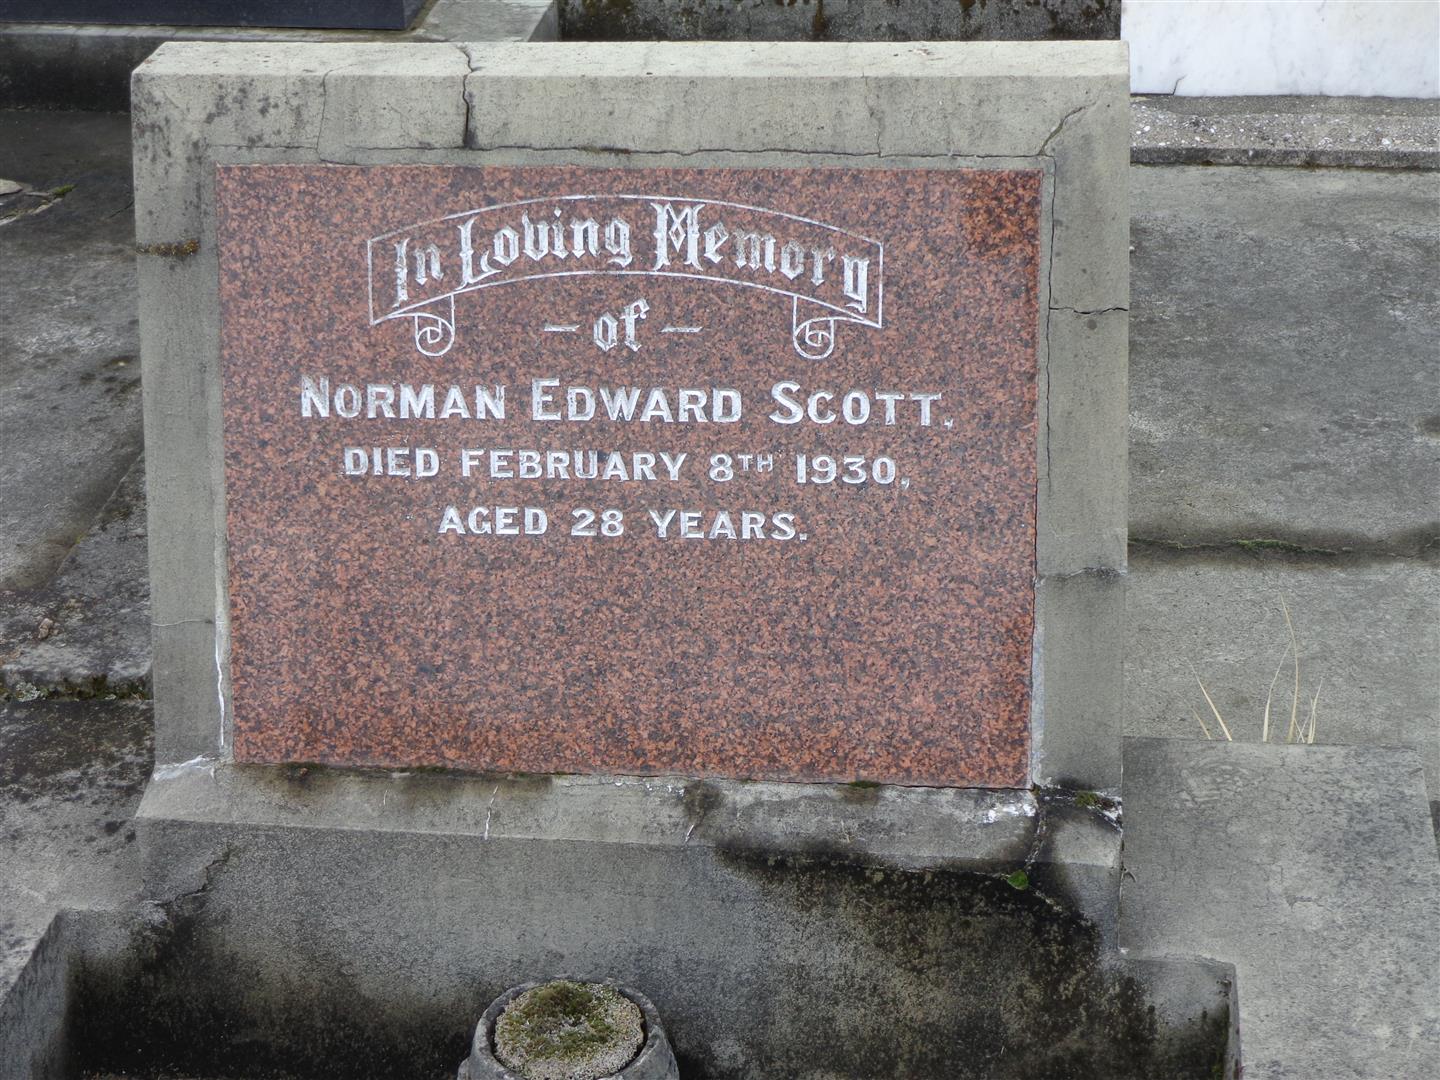 In Loving Memory
– of –
NORMAN EDWARD SCOTT,
DIED FEBRUARY 8TH 1930,
AGED 28 YEARS.